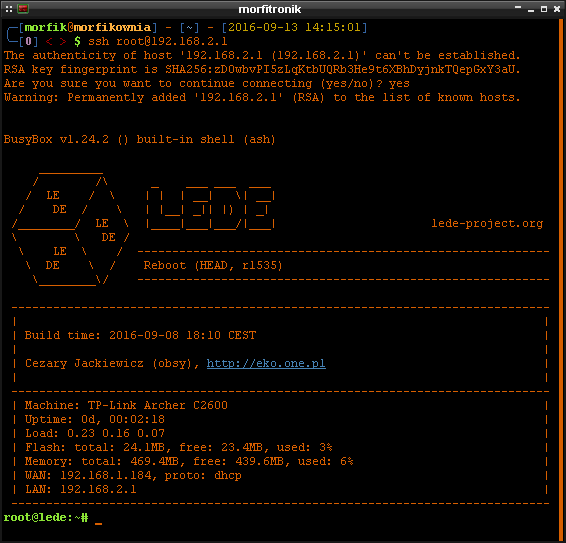 morfitronik
[morfik@morfikownia] - [~] - [2016-09-13 14:15:01]
[0] <> $ ssh root@192.168.2.1
The authenticity of host '192.168.2.1 (192.168.2.1)' can't be established.
RSA key fingerprint is SHA256:zDOwbvPI5zLqKtbUQRb3He9t6XBhDyjnkTQepGxY3aU.
Are you sure you want to continue connecting (yes/no)? yes
Warning: Permanently added '192.168.2.1' (RSA) to the list of known hosts.
BusyBox v1.24.2 () built-in shell (ash)
LE
DE
LEDE
LE
DE
lede-project.org
LE
DE
Reboot (HEAD, r1535)
Build time: 2016-09-08 18:10 CEST
Cezary Jackiewicz (obsy), http://eko.one.pl
Machine: TP-Link Archer C2600
Uptime: 0d, 00:02:18
Load: 0.23 0.16 0.07
Flash: total: 24.1MB, free: 23.4MB, used: 3%
Memory: total: 469.4MB, free: 439.6MB, used: 6%
WAN: 192.168.1.184, proto: dhcp
LAN: 192.168.2.1
root@lede:~#